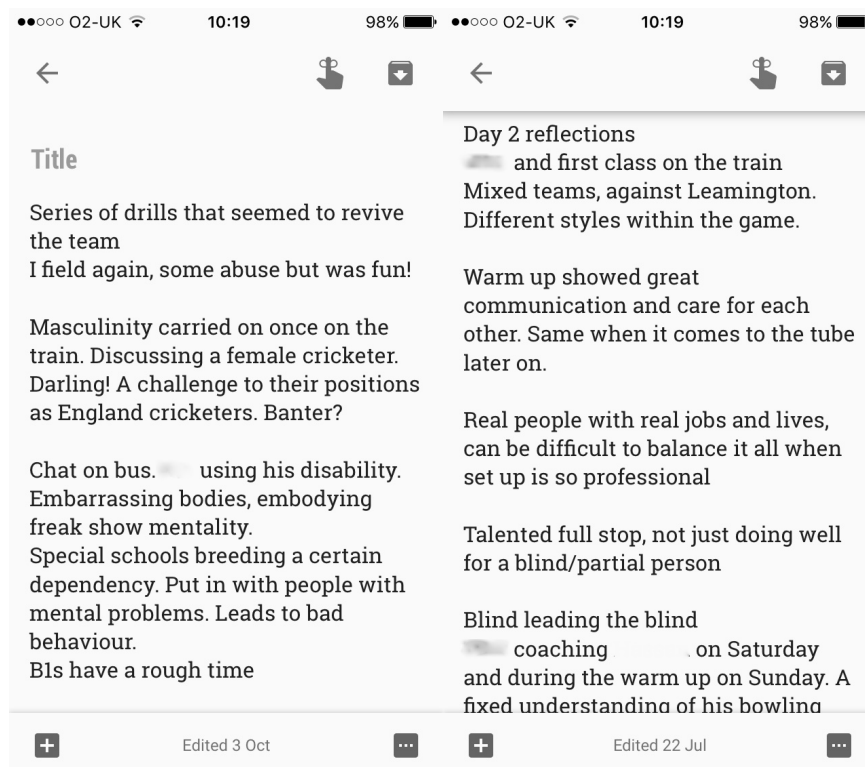 O2-UK 10:19 98%
Title
Series of drills that seemed to revive
the team
I field again, some abuse but was fun!
Masculinity carried on once on the
train. Discussing a female cricketer.
Darling! A challenge to their positions
as England cricketers. Banter?
Chat on bus. using his disability.
Embarrassing bodies, embodying
freak show mentality.
Special schools breeding a certain
dependency. Put in with people with
mental problems. Leads to bad
behaviour.
B1s have a rough time
Edited 3 Oct
O2-UK 10:19 98%
Day 2 reflections
and first class on the train
Mixed teams, against Leamington.
Different styles within the game.
Warm up showed great
communication and care for each
other. Same when it comes to the tube
later on.
Real people with real jobs and lives,
can be difficult to balance it all when
set up is so professional
Talented full stop, not just doing well
for a blind/partial person
Blind leading the blind
coaching . on Saturday
and during the warm up on Sunday. A
fixed understanding of his bowling
Edited 22 Jul